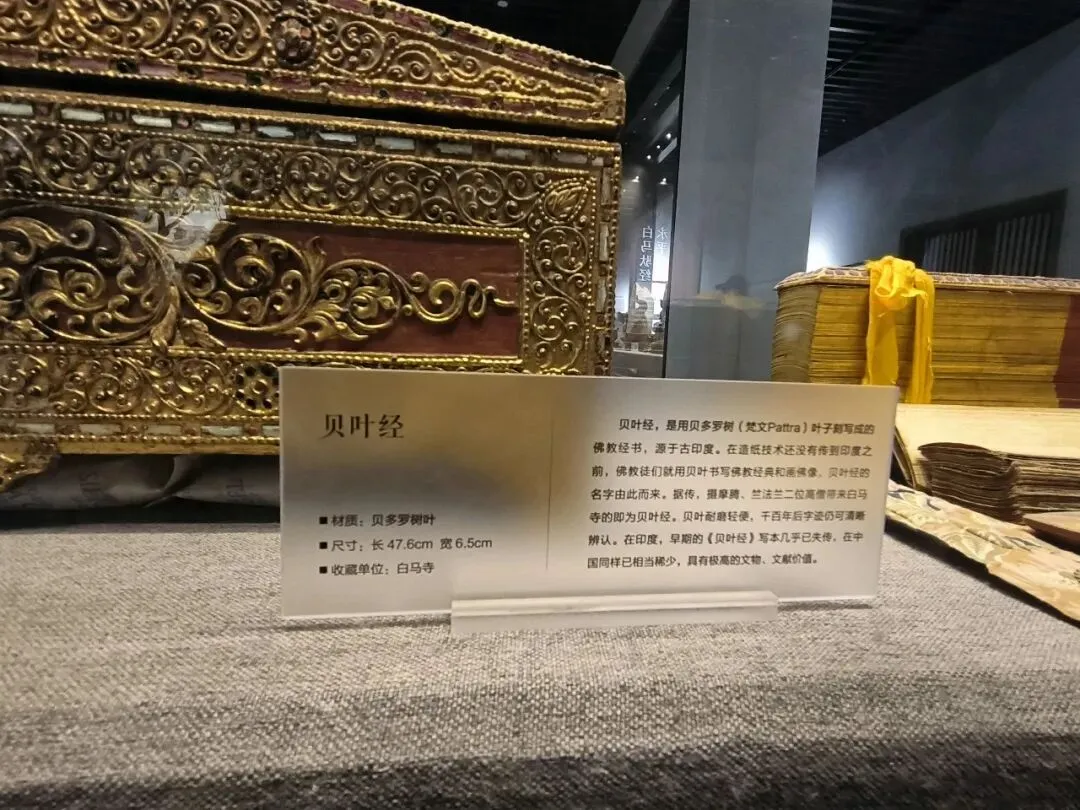 贝叶经
■材质：贝多罗树叶
■尺寸：长 47.6cm 宽 6.5cm
■收藏单位：白马寺
贝叶经，是用贝多罗树（梵文Pattra）叶子刻写成的
佛教经书，源于古印度。在造纸技术还没有传到印度之
前，佛教徒们就用贝叶书写佛教经典和画佛像，贝叶经的
名字由此而来。据传，摄摩腾、兰法兰二位高僧带来白马
寺的即为贝叶经。贝叶耐磨轻便，千百年后字迹仍可清晰
辨认。在印度，早期的《贝叶经》写本几乎已失传，在中
国同样已相当稀少，具有极高的文物、文献价值。
白马驮经